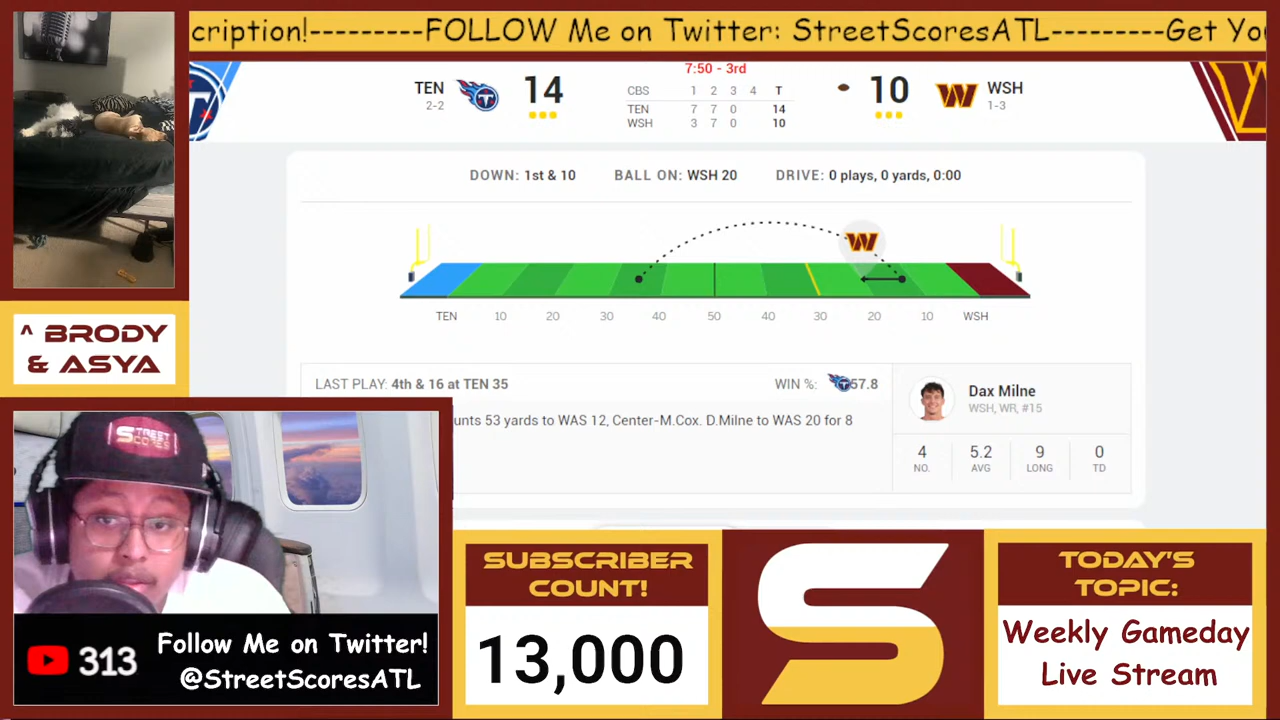 cription!---------FOLLOW Me on Twitter: StreetScoresATL---------Get Yo
7:50 - 3rd
TEN 14
2-2
CBS 1 2 3 4 T
TEN 7 7 0 14
WSH 3 7 0 10
10 WSH
1-3
DOWN: 1st & 10 BALL ON: WSH 20 DRIVE: 0 plays, 0 yards, 0:00
W
TEN 10 20 30 40 50 40 30 20 10 WSH
LAST PLAY: 4th & 16 at TEN 35 WIN %: 57.8
unts 53 yards to WAS 12, Center-M.Cox. D.Milne to WAS 20 for 8
Dax Milne
WSH, WR, #15
4 5.2 9 0
NO. AVG LONG TD
^ BRODY
& ASYA
STREET
SCORES
313
Follow Me on Twitter!
@StreetScoresATL
SUBSCRIBER
COUNT!
13,000
S
TODAY'S
TOPIC:
Weekly Gameday
Live Stream